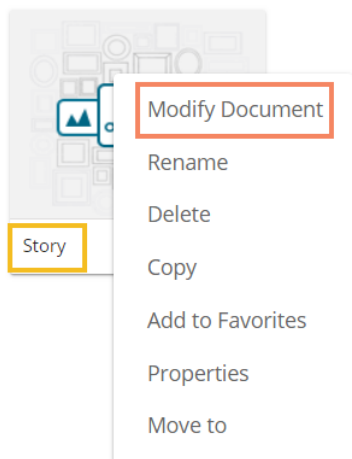 Modify Document
Rename
Delete
Story
Copy
Add to Favorites
Properties
Move to